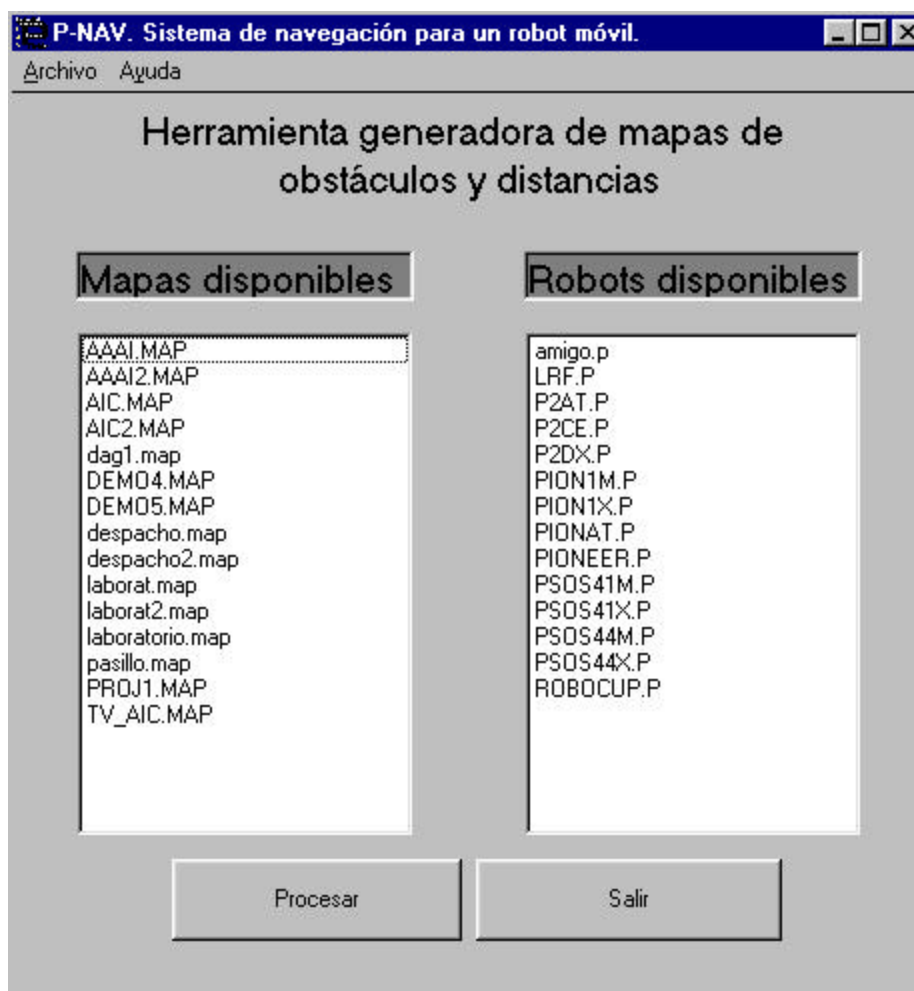 P-NAV. Sistema de navegación para un robot móvil.
Archivo Ayuda
Herramienta generadora de mapas de
obstáculos y distancias
Mapas disponibles
AAAI.MAP
AAAI2.MAP
AIC.MAP
AIC2.MAP
dag1.map
DEMO4.MAP
DEMO5.MAP
despacho.map
despacho2.map
laborat.map
laborat2.map
laboratorio.map
pasillo.map
PROJ1.MAP
TV_AIC.MAP
Robots disponibles
amigo.p
LRF.P
P2AT.P
P2CE.P
P2DX.P
PION1M.P
PION1X.P
PIONAT.P
PIONEER.P
PSOS41M.P
PSOS41X.P
PSOS44M.P
PSOS44X.P
ROBOCUP.P
Procesar
Salir